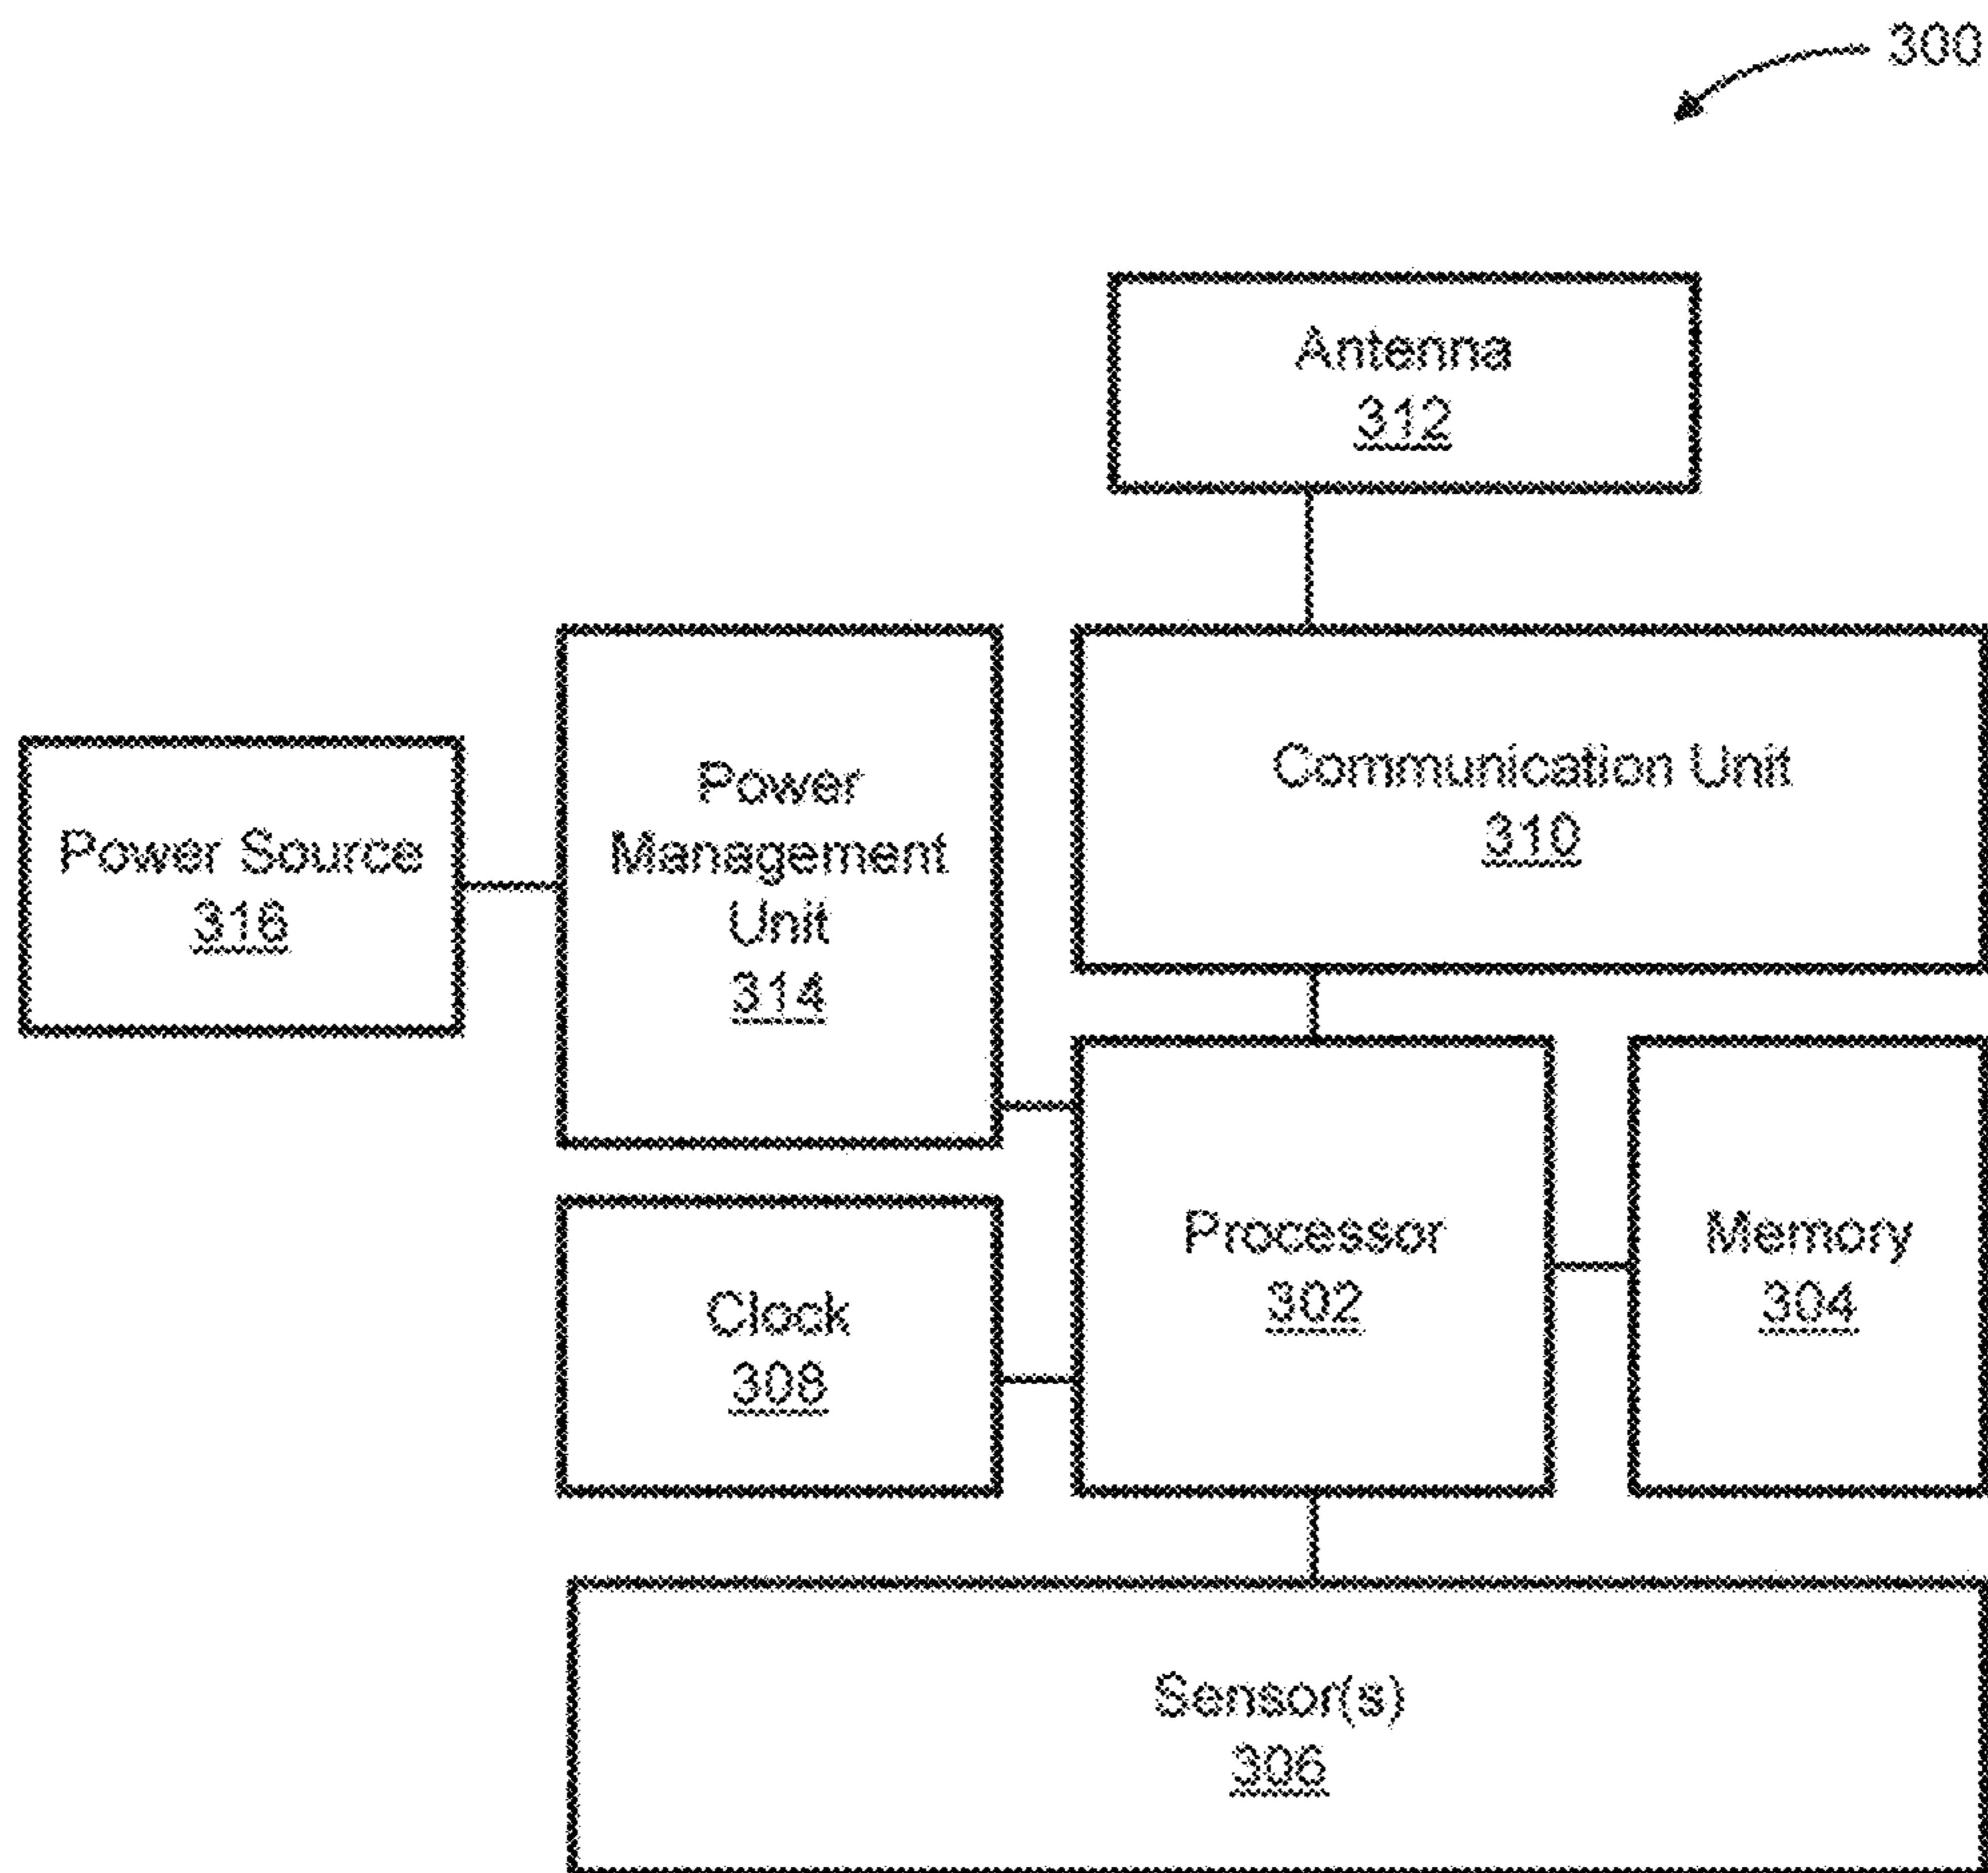 300
Antenna
312
Communication Unit
310
Power
Management
Unit
314
Power Source
316
Processor
302
Memory
304
Clock
308
Sensor(s)
306